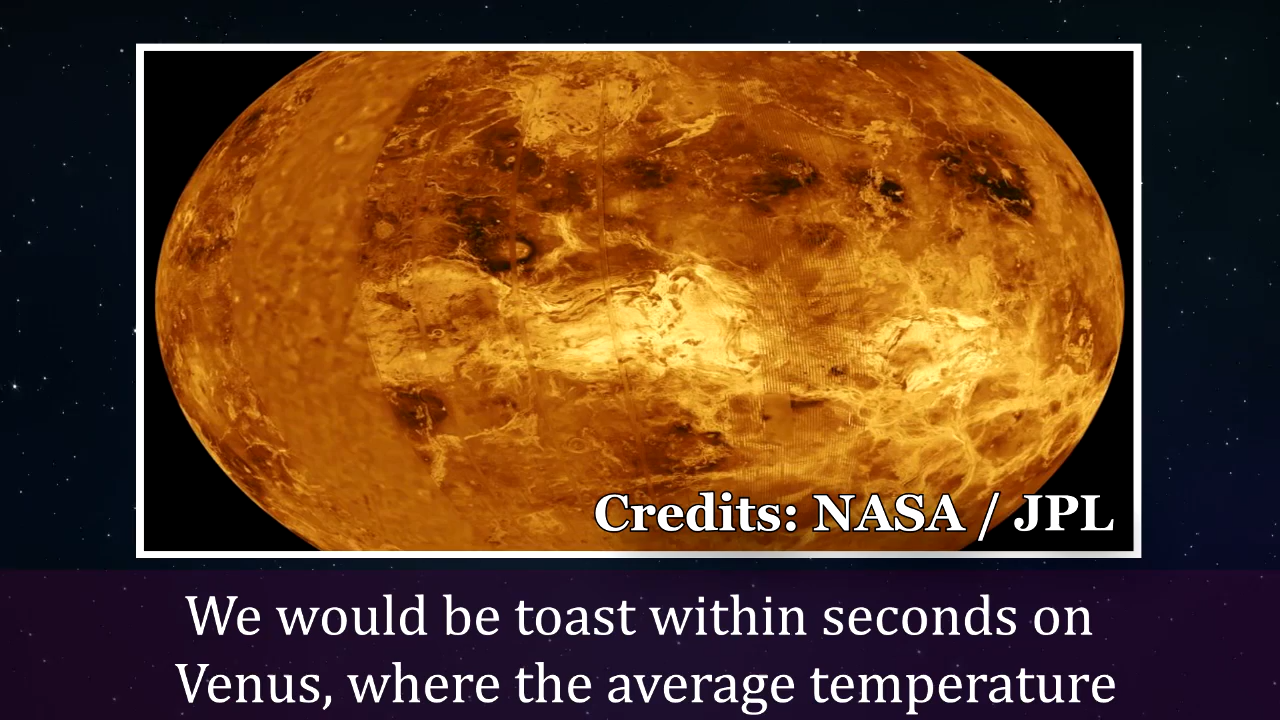 Credits: NASA / JPL
We would be toast within seconds on
Venus, where the average temperature